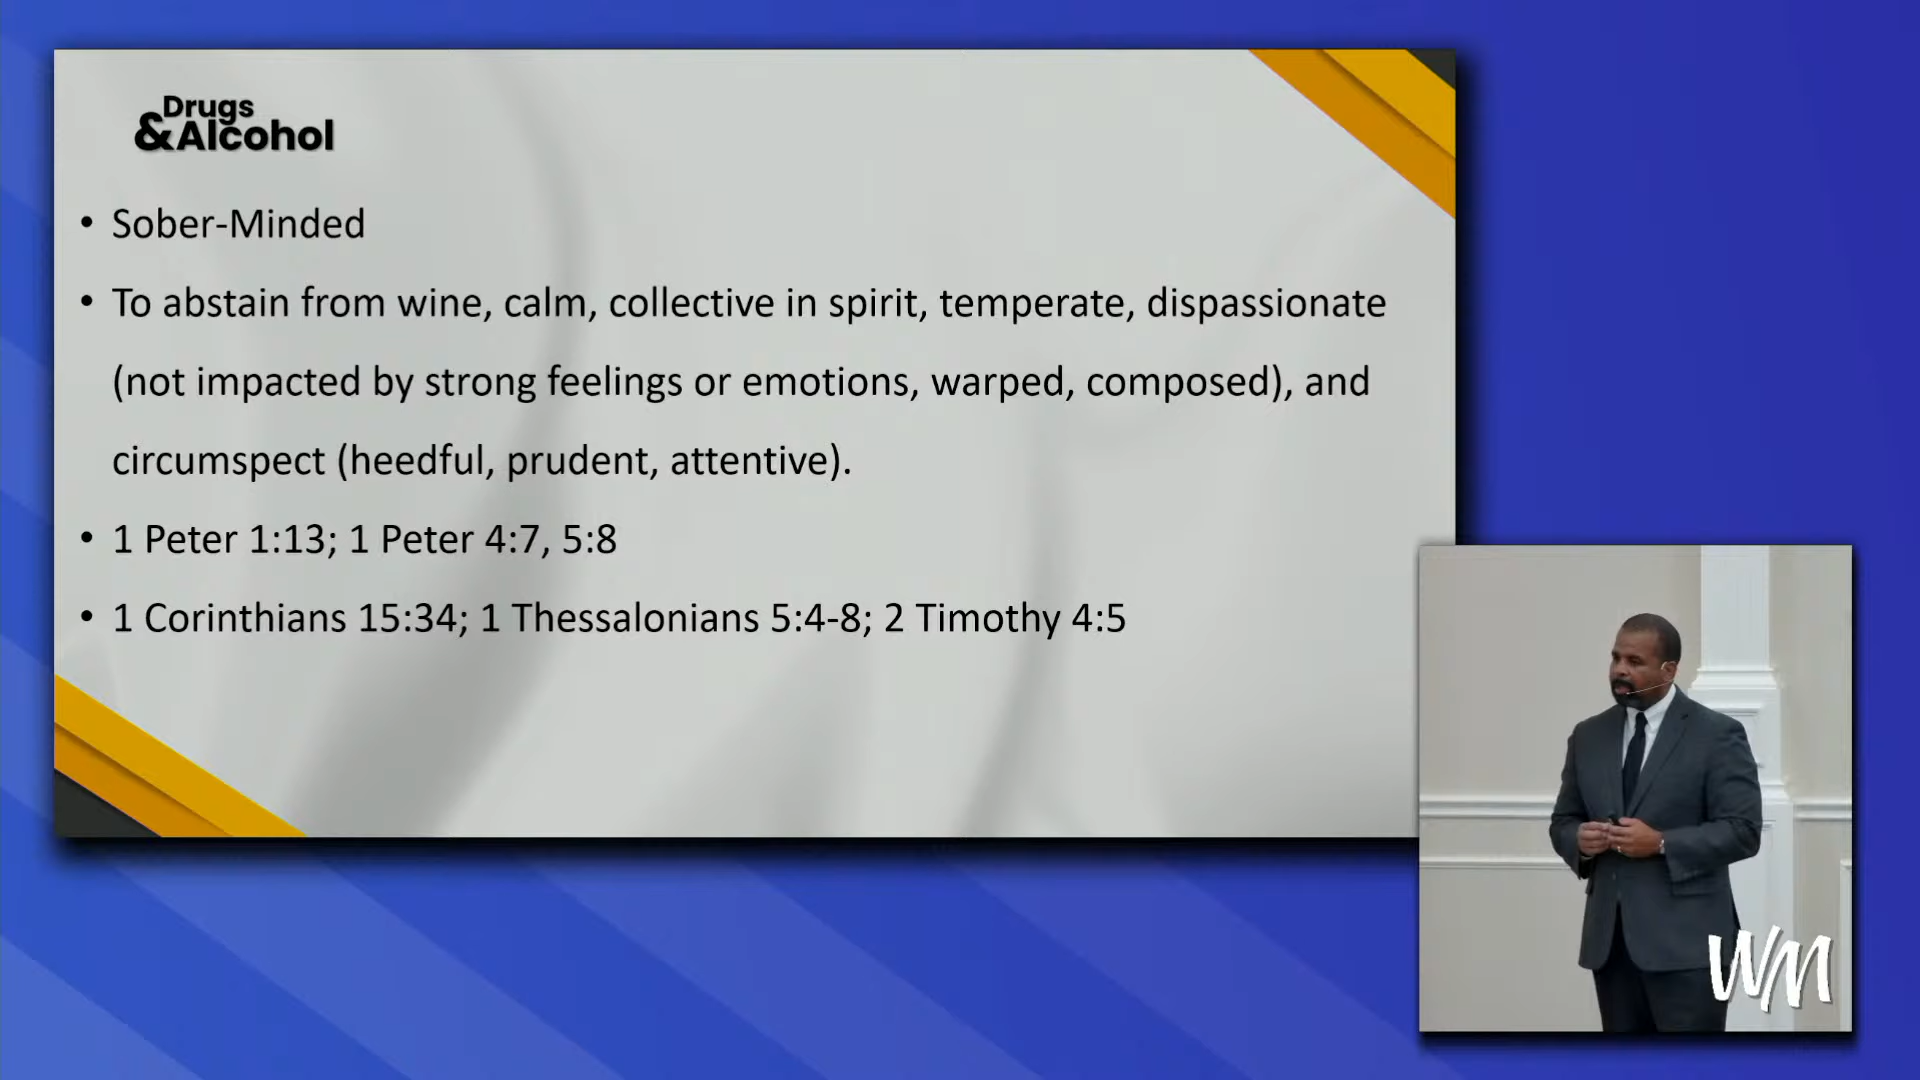 Drugs
&Alcohol
• Sober-Minded
• To abstain from wine, calm, collective in spirit, temperate, dispassionate
(not impacted by strong feelings or emotions, warped, composed), and
circumspect (heedful, prudent, attentive).
• 1 Peter 1:13; 1 Peter 4:7, 5:8
• 1 Corinthians 15:34; 1 Thessalonians 5:4-8; 2 Timothy 4:5
WM